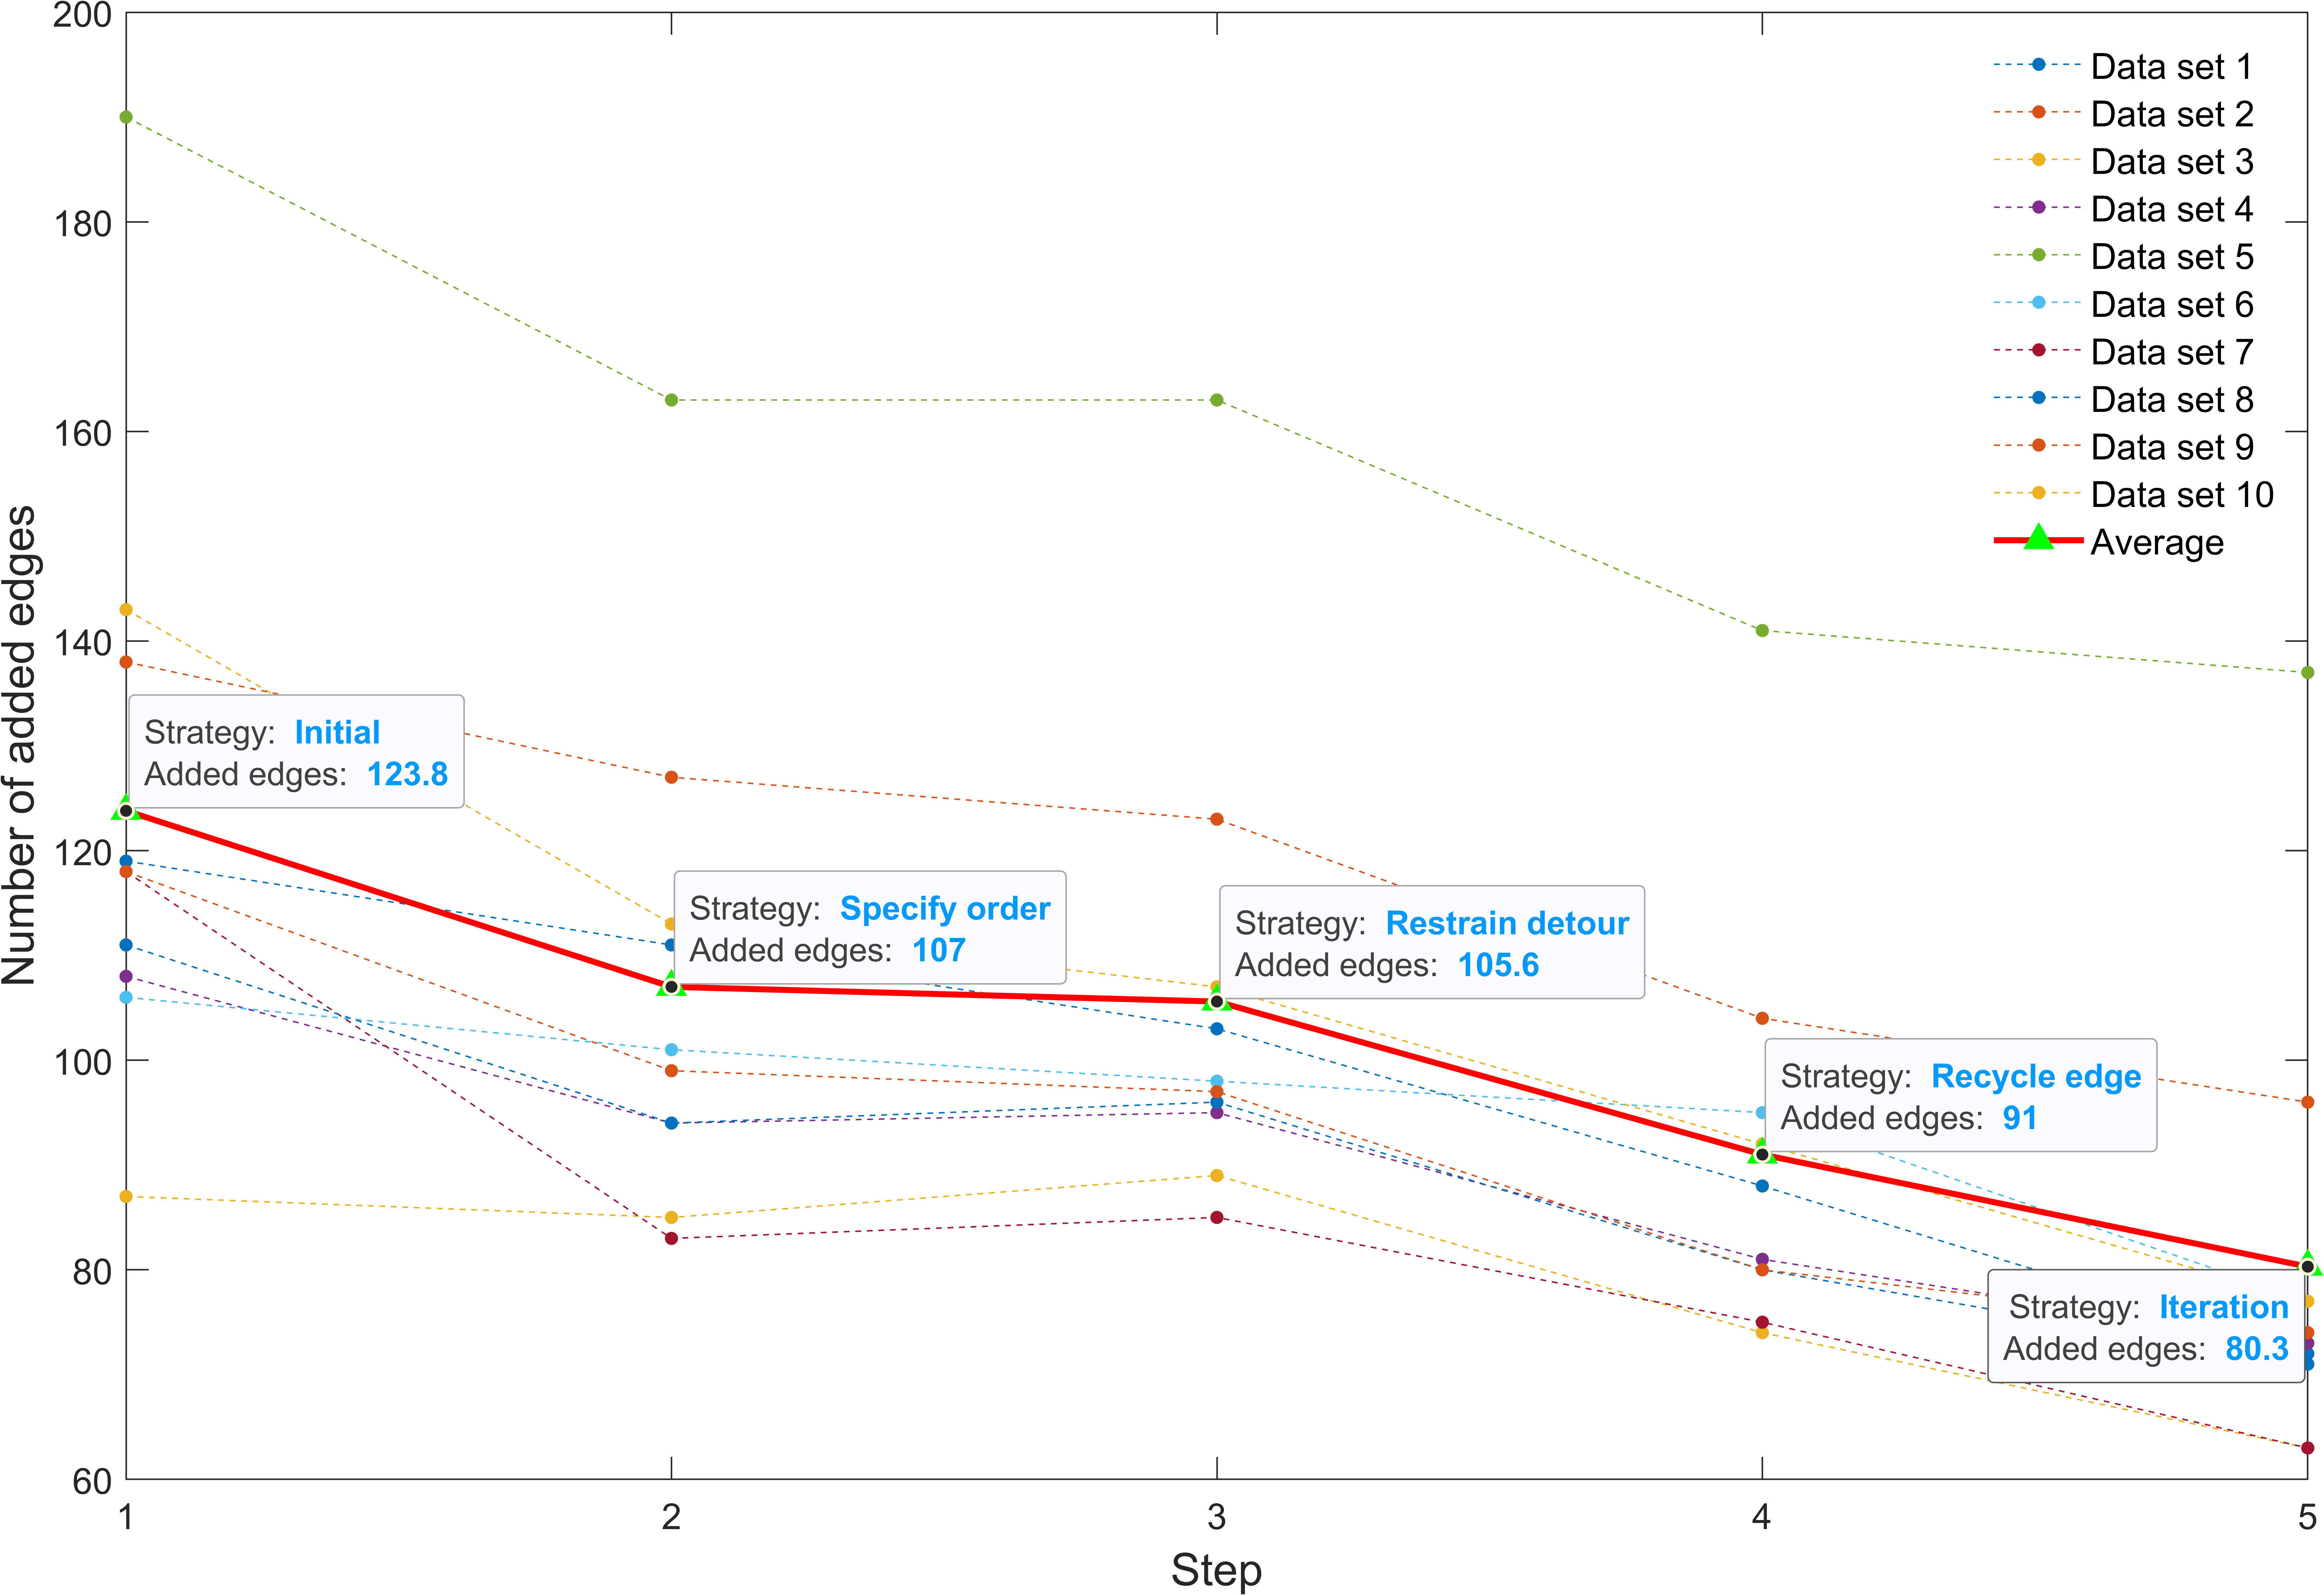 Number of added edges
200
180
160
140
120
100
80
60
1
2
3
4
5
Step
Data set 1
Data set 2
Data set 3
Data set 4
Data set 5
Data set 6
Data set 7
Data set 8
Data set 9
Data set 10
Average
Strategy: Initial
Added edges: 123.8
Strategy: Specify order
Added edges: 107
Strategy: Restrain detour
Added edges: 105.6
Strategy: Recycle edge
Added edges: 91
Strategy: Iteration
Added edges: 80.3